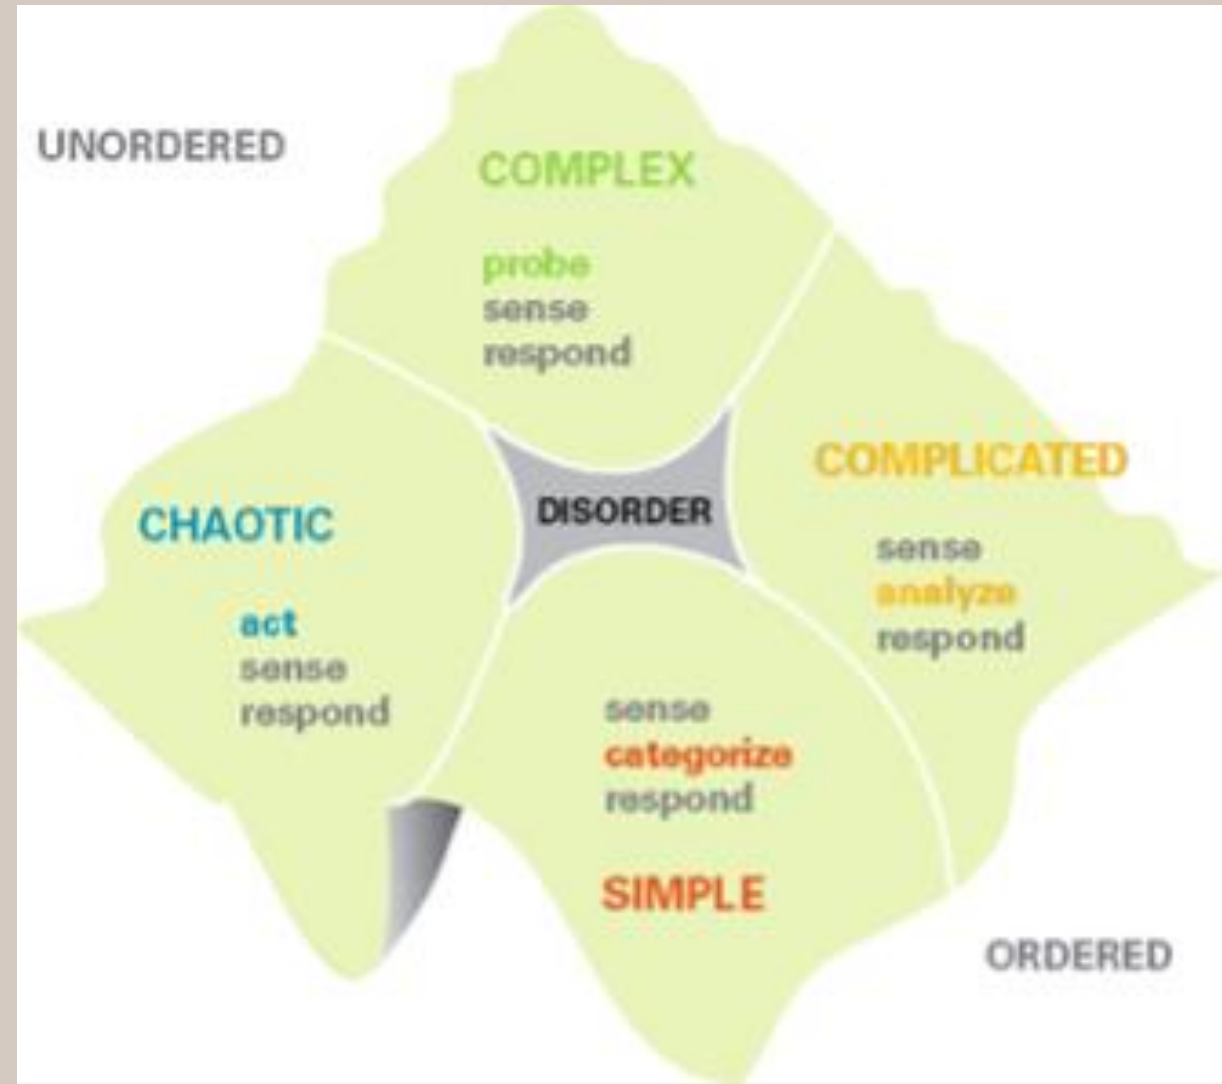 UNORDERED
COMPLEX
probe
sense
respond
COMPLICATED
sense
analyze
respond
DISORDER
CHAOTIC
act
sense
respond
sense
categorize
respond
SIMPLE
ORDERED